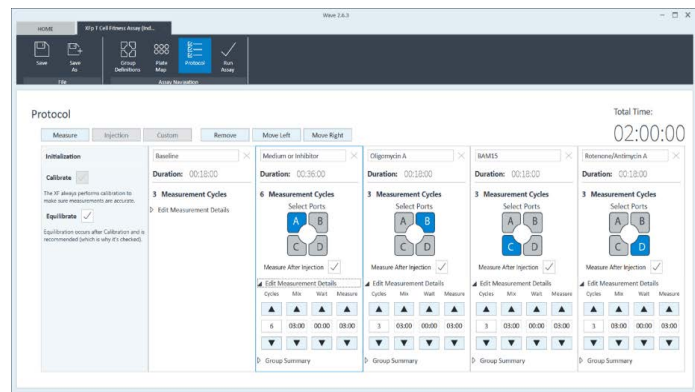 Wave 2.6.3
HOME XFp T Cell Fitness Assay (Ind...
Save Save As Group Definitions Plate Map Protocol Run Assay
File Assay Navigation
Protocol
Total Time:
02:00:00
Measure Injection Custom Remove Move Left Move Right
Initialization
Calibrate
The XF always performs calibration to
make sure measurements are accurate.
Equilibrate
Equilibration occurs after Calibration and is
recommended (which is why it's checked).
Baseline
Duration: 00:18:00
3 Measurement Cycles
Edit Measurement Details
Medium or Inhibitor
Duration: 00:36:00
6 Measurement Cycles
Select Ports
A B
C D
Measure After Injection
Edit Measurement Details
Cycles Mix Wait Measure
6 03:00 00:00 03:00
Group Summary
Oligomycin A
Duration: 00:18:00
3 Measurement Cycles
Select Ports
A B
C D
Measure After Injection
Edit Measurement Details
Cycles Mix Wait Measure
3 03:00 00:00 03:00
Group Summary
BAM15
Duration: 00:18:00
3 Measurement Cycles
Select Ports
A B
C D
Measure After Injection
Edit Measurement Details
Cycles Mix Wait Measure
3 03:00 00:00 03:00
Group Summary
Rotenone/Antimycin A
Duration: 00:18:00
3 Measurement Cycles
Select Ports
A B
C D
Measure After Injection
Edit Measurement Details
Cycles Mix Wait Measure
3 03:00 00:00 03:00
Group Summary